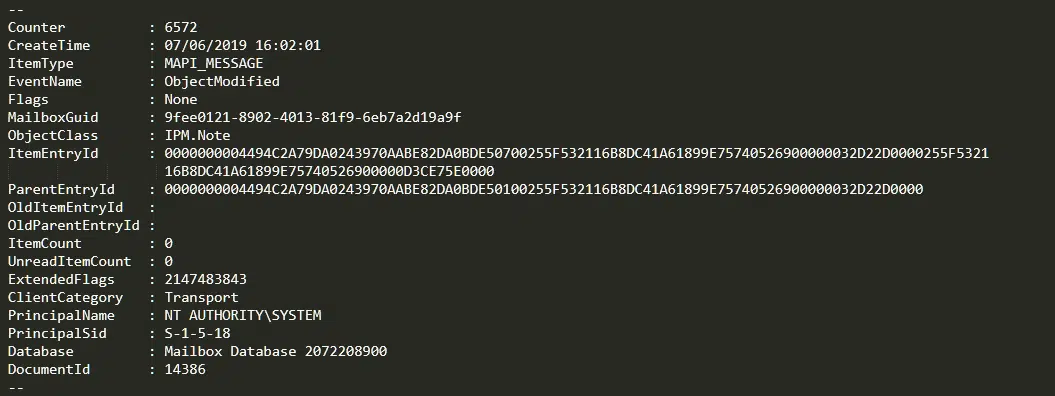 --
Counter           : 6572
CreateTime        : 07/06/2019 16:02:01
ItemType          : MAPI_MESSAGE
EventName         : ObjectModified
Flags             : None
MailboxGuid       : 9fee0121-8902-4013-81f9-6eb7a2d19a9f
ObjectClass       : IPM.Note
ItemEntryId       : 0000000004494C2A79DA0243970AABE82DA0BDE50700255F532116B8DC41A61899E75740526900000032D22D0000255F5321
                    16B8DC41A61899E75740526900000D3CE75E0000
ParentEntryId     : 0000000004494C2A79DA0243970AABE82DA0BDE50100255F532116B8DC41A61899E75740526900000032D22D0000
OldItemEntryId    :
OldParentEntryId  :
ItemCount         : 0
UnreadItemCount   : 0
ExtendedFlags     : 2147483843
ClientCategory    : Transport
PrincipalName     : NT AUTHORITY\SYSTEM
PrincipalSid      : S-1-5-18
Database          : Mailbox Database 2072208900
DocumentId        : 14386
--